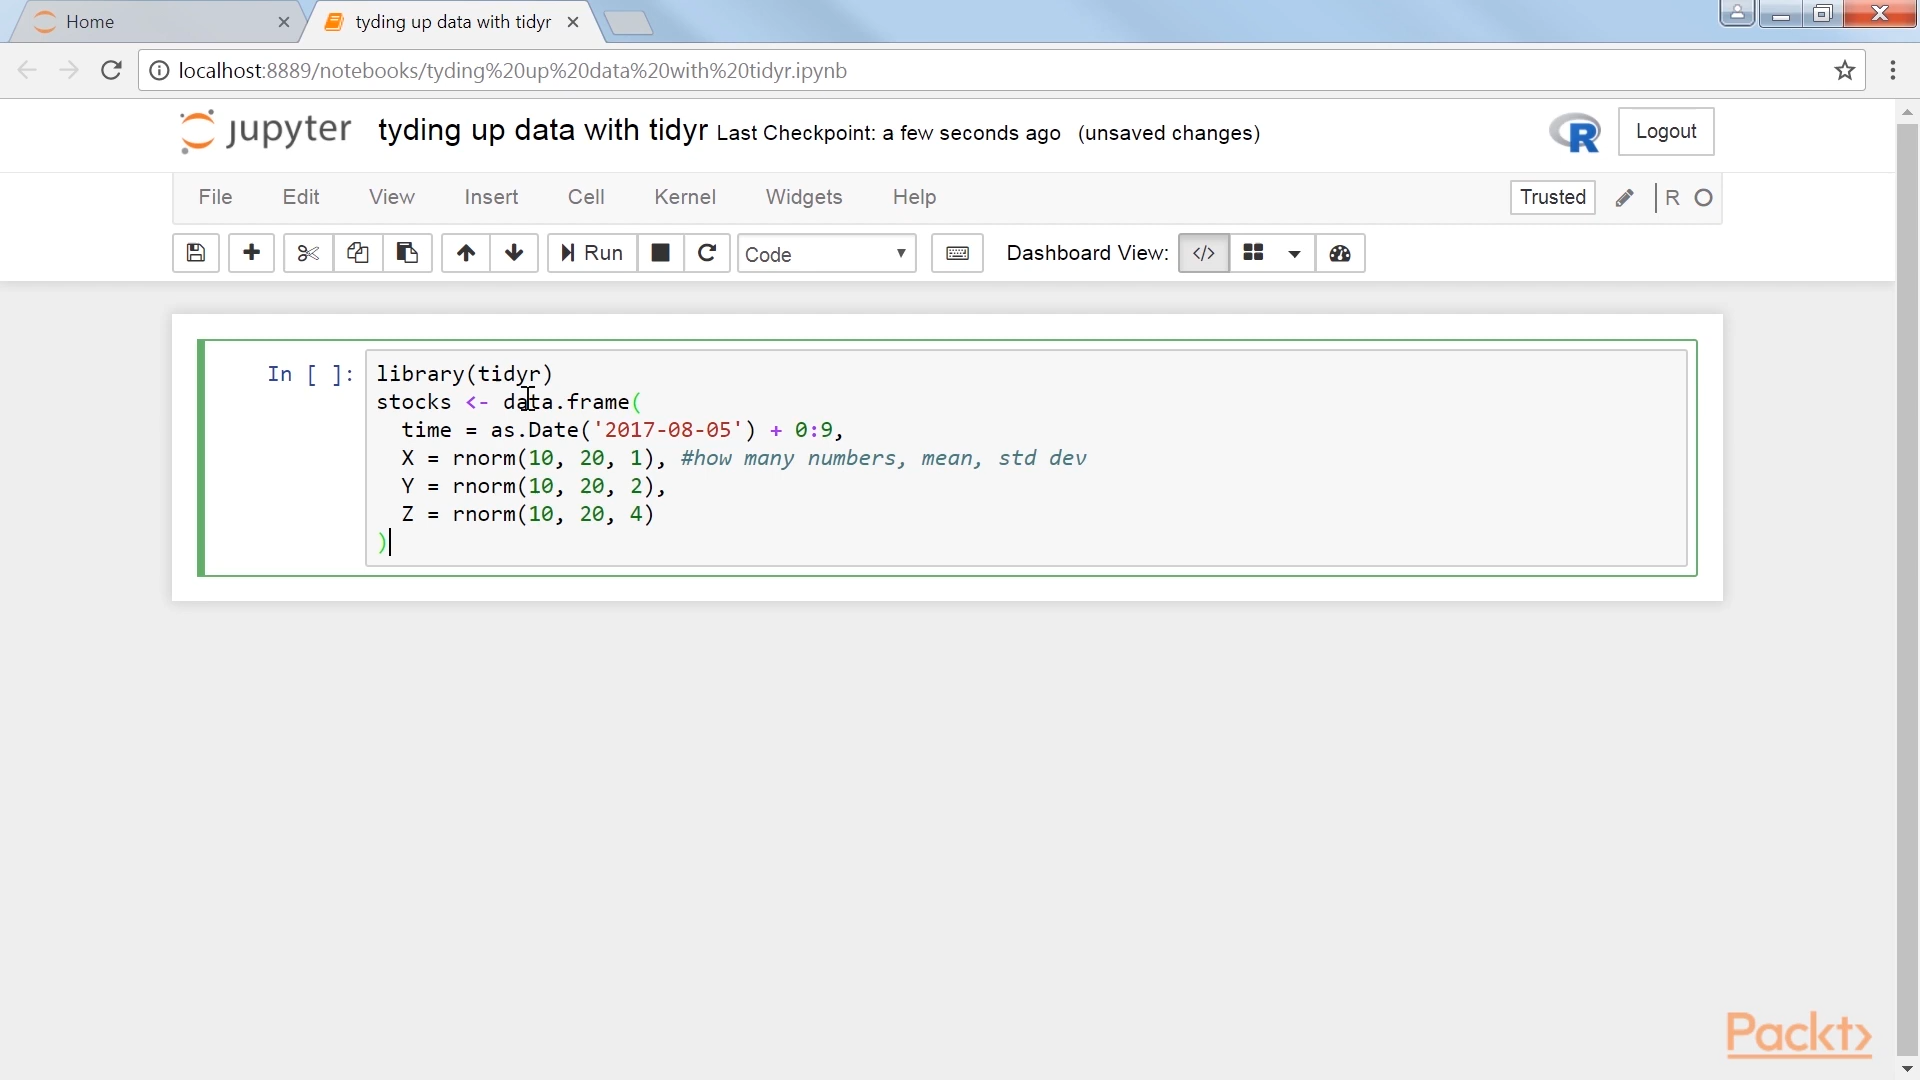 Home
tyding up data with tidyr
localhost:8889/notebooks/tyding%20up%20data%20with%20tidyr.ipynb
jupyter tyding up data with tidyr Last Checkpoint: a few seconds ago (unsaved changes)
R
Logout
File Edit View Insert Cell Kernel Widgets Help
Trusted
R
Run
Code
Dashboard View:
</>
In [ ]:
library(tidyr)
stocks <- data.frame(
  time = as.Date('2017-08-05') + 0:9,
  X = rnorm(10, 20, 1), #how many numbers, mean, std dev
  Y = rnorm(10, 20, 2),
  Z = rnorm(10, 20, 4)
)
Packt>